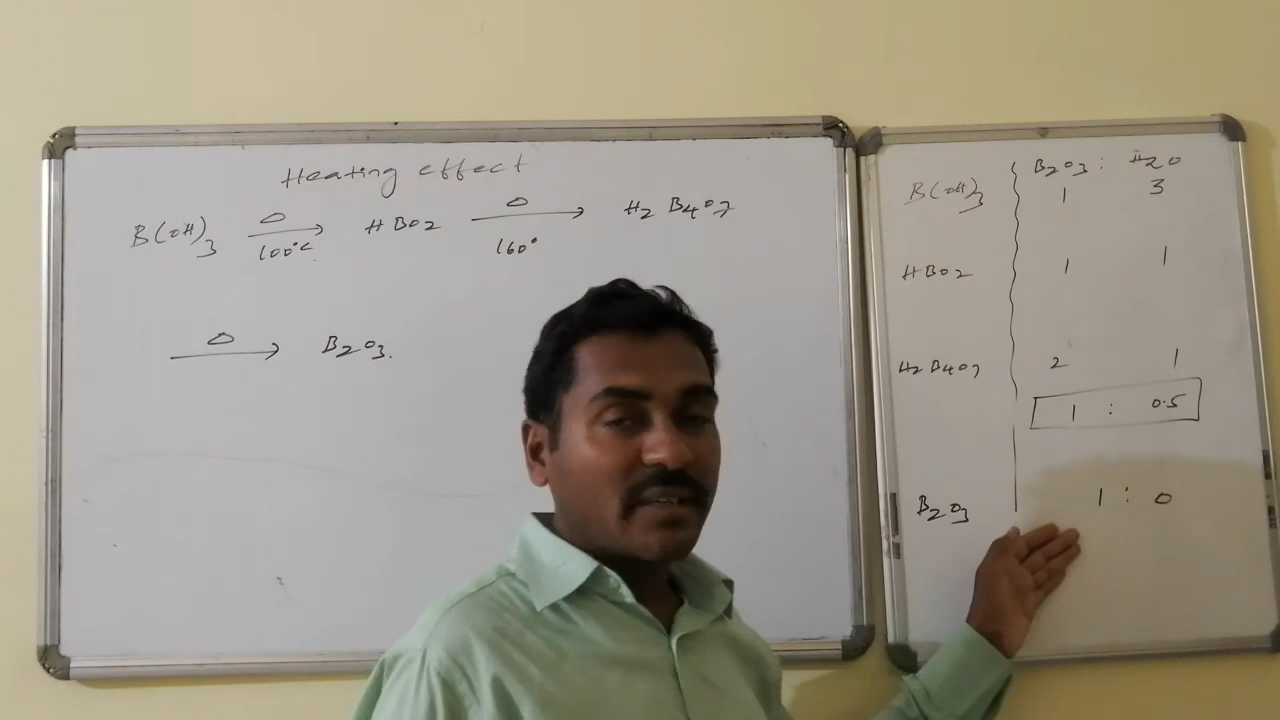 Heating effect
B(OH)3 Δ 100°C HBO2 Δ 160° H2B4O7
Δ B2O3.
B2O3 : H2O
B(OH)3 1 3
HBO2 1 1
H2B4O7 2 1
1 : 0.5
B2O3 1 : 0